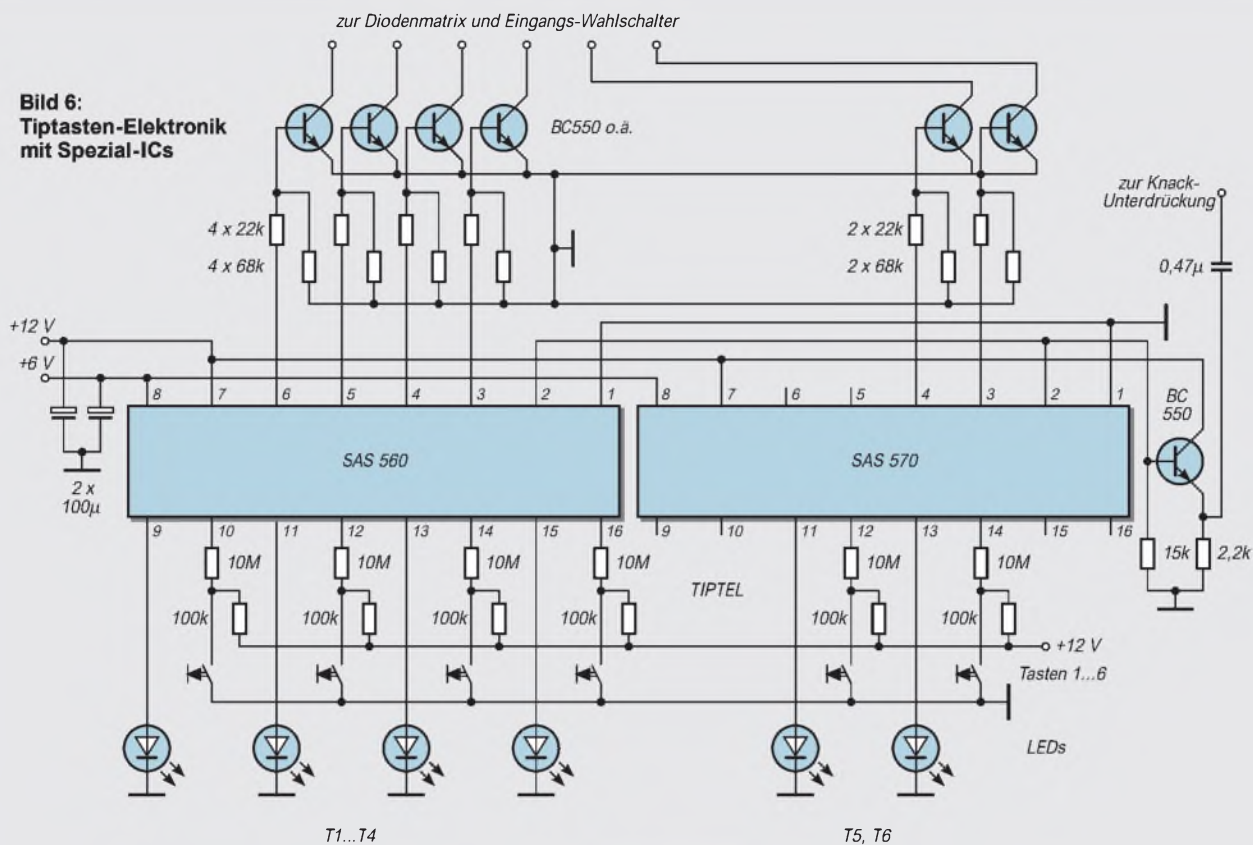 zur Diodenmatrix und Eingangs-Wahlschalter
Bild 6:
Tiptasten-Elektronik
mit Spezial-ICs
BC550 o.ä.
zur Knack-
Unterdrückung
4 x 22k
2 x 22k
4 x 68k
2 x 68k
0,47µ
+12 V
+6 V
8 7 6 5 4 3 2 1
8 7 6 5 4 3 2 1
BC
550
SAS 560
SAS 570
2 x
100µ
9 10 11 12 13 14 15 16
9 10 11 12 13 14 15 16
10M 10M 10M 10M 10M 10M
15k 2,2k
TIPTEL
100k 100k 100k 100k 100k 100k
+12 V
Tasten 1...6
LEDs
T1...T4
T5, T6